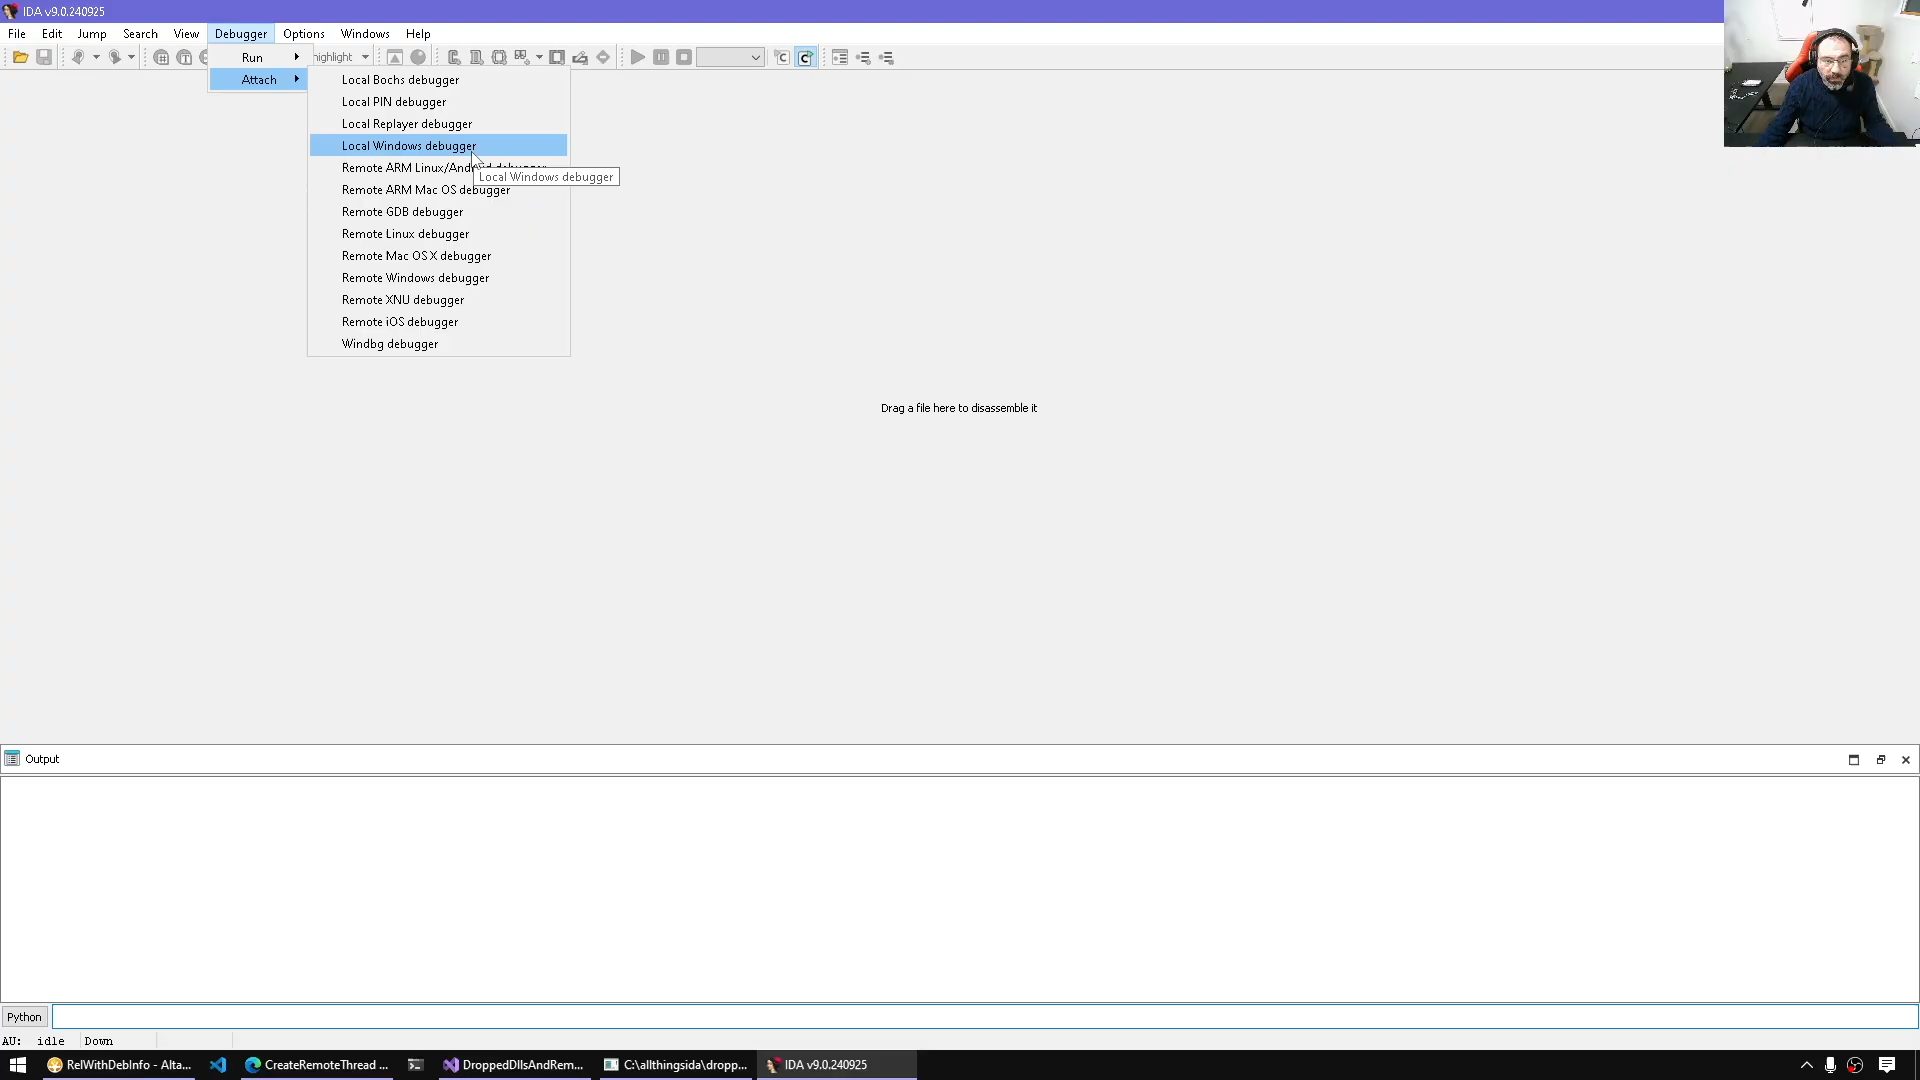 IDA v9.0.240925
File Edit Jump Search View Debugger Options Windows Help
Run highlight
Attach
Local Bochs debugger
Local PIN debugger
Local Replayer debugger
Local Windows debugger
Remote ARM Linux/Android debugger
Local Windows debugger
Remote ARM Mac OS debugger
Remote GDB debugger
Remote Linux debugger
Remote Mac OS X debugger
Remote Windows debugger
Remote XNU debugger
Remote iOS debugger
Windbg debugger
Drag a file here to disassemble it
Output
Python
AU: idle Down
RelWithDebInfo - Alta... CreateRemoteThread ... DroppedDllsAndRem... C:\allthingsida\dropp... IDA v9.0.240925